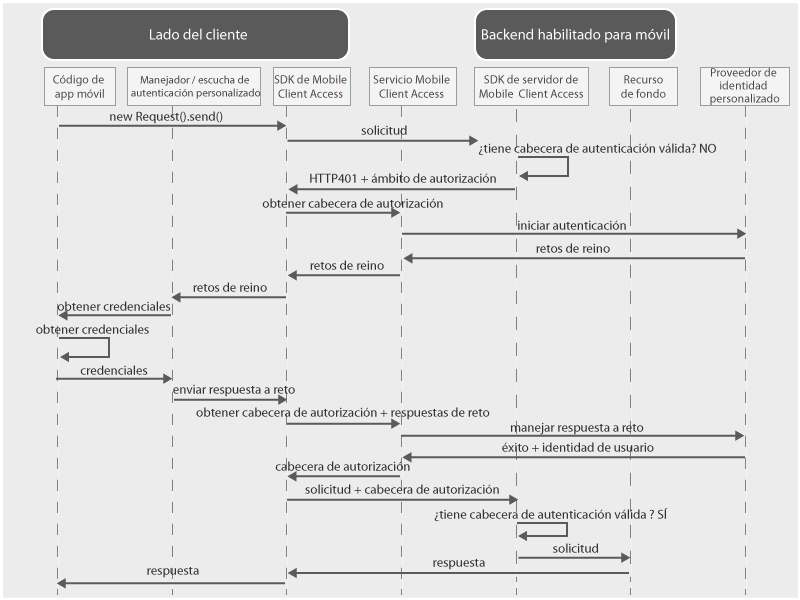 Lado del cliente
Backend habilitado para móvil
Código de
app móvil
Manejador / escucha de
autenticación personalizado
SDK de Mobile
Client Access
Servicio Mobile
Client Access
SDK de servidor de
Mobile Client Access
Recurso
de fondo
Proveedor de
identidad
personalizado
new Request().send()
solicitud
¿tiene cabecera de autenticación válida? NO
HTTP401 + ámbito de autorización
obtener cabecera de autorización
iniciar autenticación
retos de reino
retos de reino
retos de reino
obtener credenciales
obtener credenciales
credenciales
enviar respuesta a reto
obtener cabecera de autorización + respuestas de reto
manejar respuesta a reto
éxito + identidad de usuario
cabecera de autorización
solicitud + cabecera de autorización
¿tiene cabecera de autenticación válida ? SÍ
solicitud
respuesta
respuesta